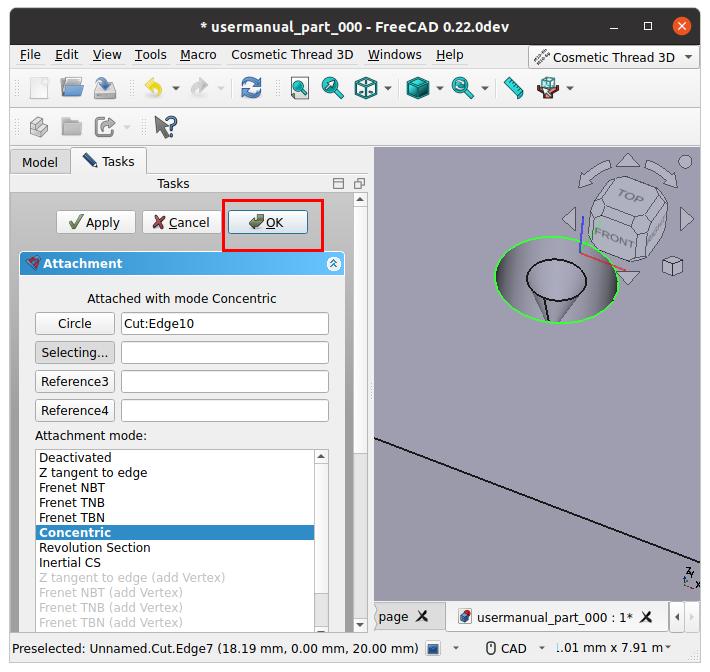 * usermanual_part_000 - FreeCAD 0.22.0dev
File Edit View Tools Macro Cosmetic Thread 3D Windows Help
Cosmetic Thread 3D
Model
Tasks
Tasks
Apply
Cancel
OK
Attachment
Attached with mode Concentric
Circle
Cut:Edge10
Selecting...
Reference3
Reference4
Attachment mode:
Deactivated
Z tangent to edge
Frenet NBT
Frenet TNB
Frenet TBN
Concentric
Revolution Section
Inertial CS
Z tangent to edge (add Vertex)
Frenet NBT (add Vertex)
Frenet TNB (add Vertex)
Frenet TBN (add Vertex)
TOP
FRONT
Z
Y
X
page
usermanual_part_000 : 1*
Preselected: Unnamed.Cut.Edge7 (18.19 mm, 0.00 mm, 20.00 mm)
CAD
1.01 mm x 7.91 m